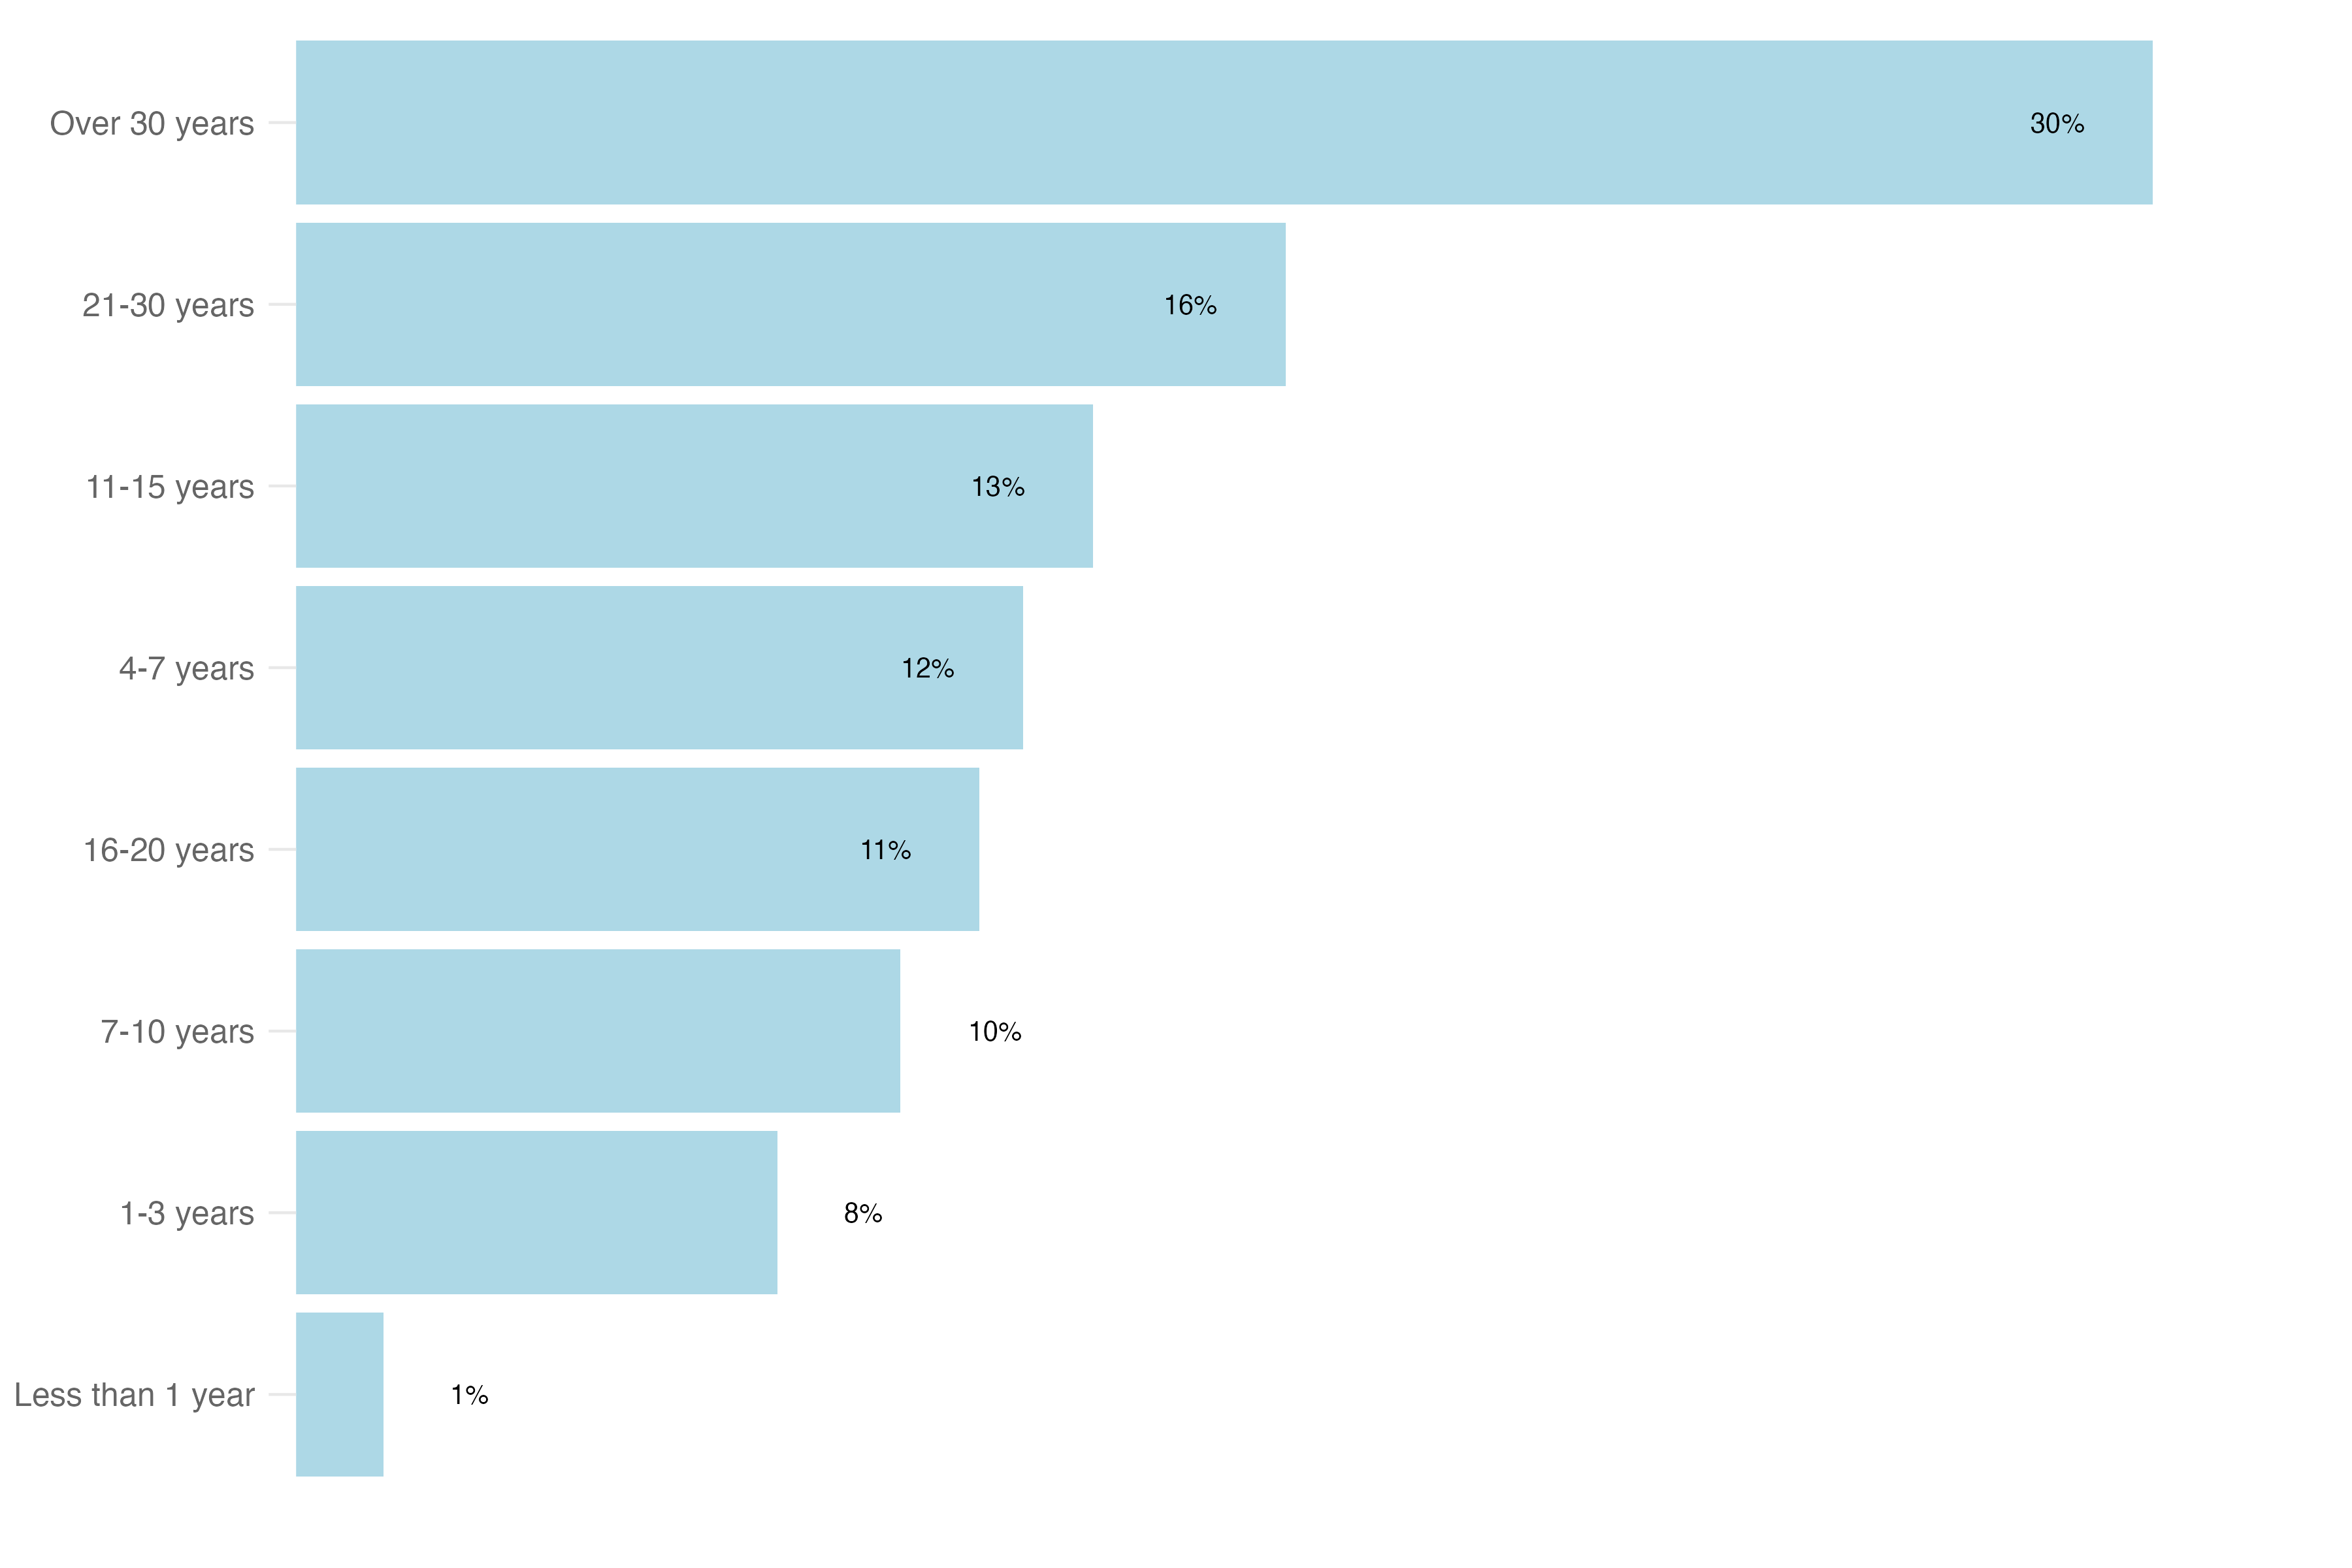 Over 30 years 30%
21-30 years 16%
11-15 years 13%
4-7 years 12%
16-20 years 11%
7-10 years 10%
1-3 years 8%
Less than 1 year 1%